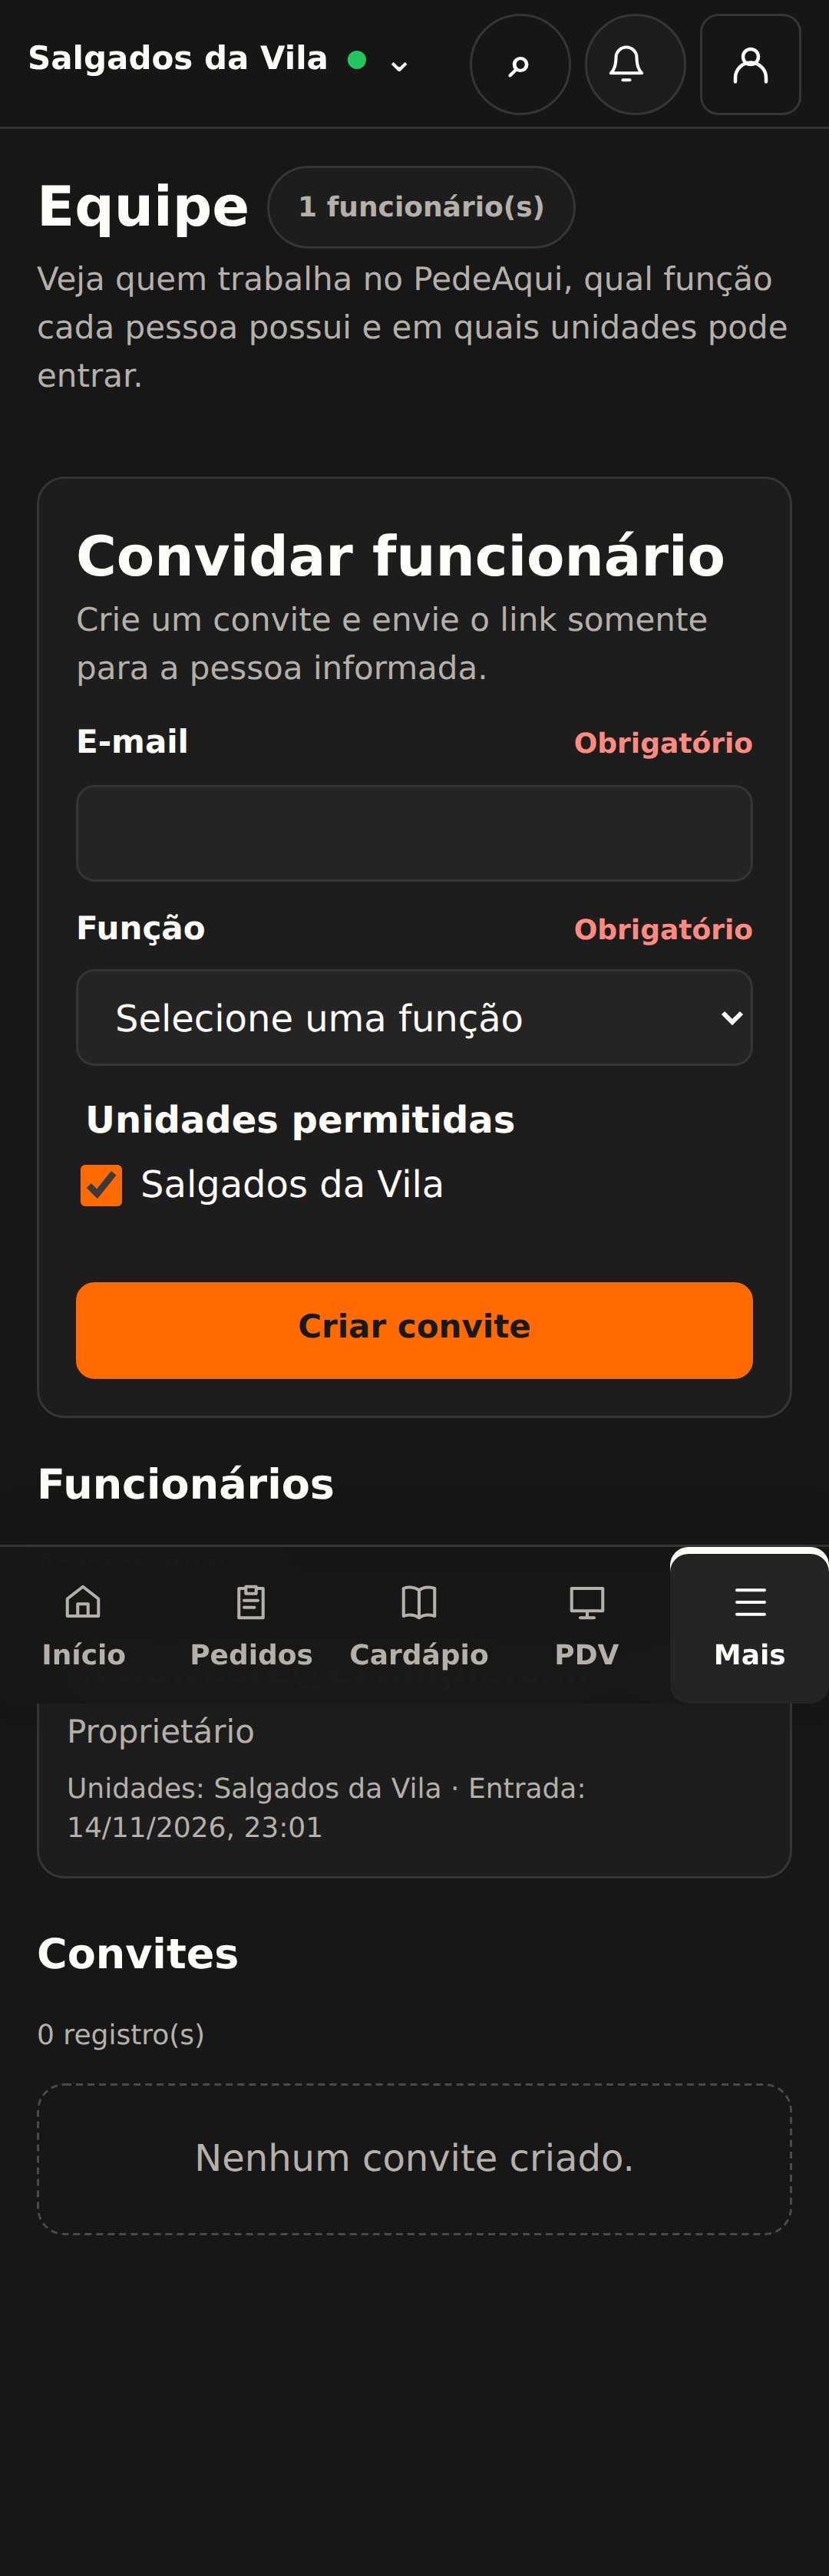 Salgados da Vila
Equipe
1 funcionário(s)
Veja quem trabalha no PedeAqui, qual função
cada pessoa possui e em quais unidades pode
entrar.
Convidar funcionário
Crie um convite e envie o link somente
para a pessoa informada.
E-mail
Obrigatório
Função
Obrigatório
Selecione uma função
Unidades permitidas
Salgados da Vila
Criar convite
Funcionários
Início
Pedidos
Cardápio
PDV
Mais
Proprietário
Unidades: Salgados da Vila · Entrada:
14/11/2026, 23:01
Convites
0 registro(s)
Nenhum convite criado.